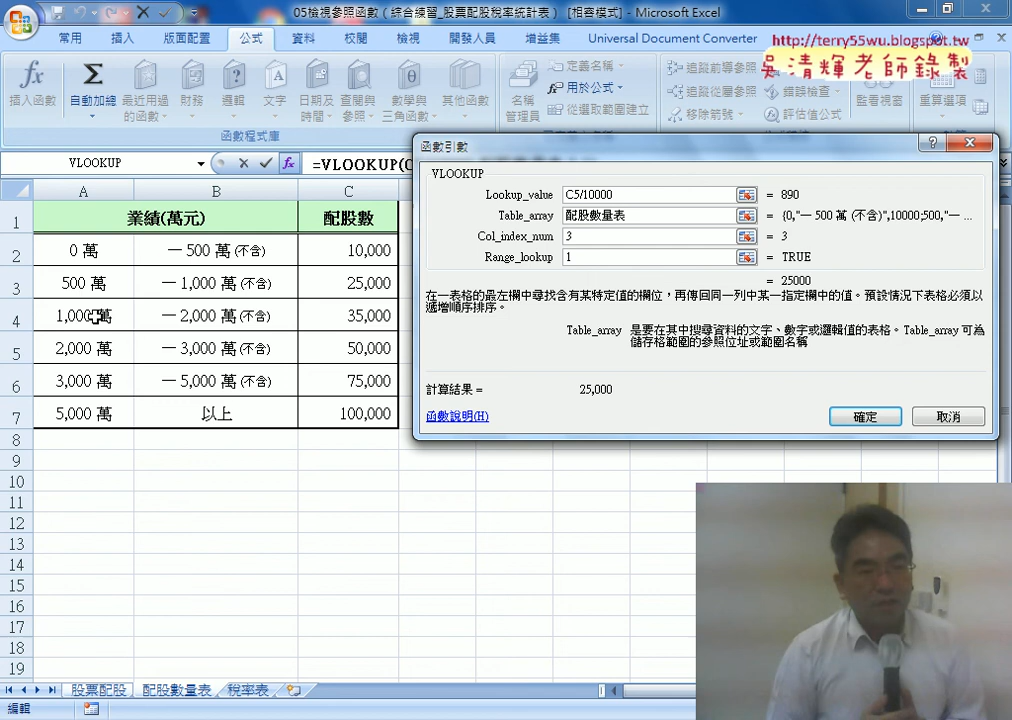 05檢視參照函數 ( 綜合練習_股票配股稅率統計表 ) [相容模式] - Microsoft Excel
常用 插入 版面配置 公式 資料 校閱 檢視 開發人員 增益集 Universal Document Converter
http://terry55wu.blogspot.tw
吳清輝老師錄製
插入函數 自動加總 最近用過的函數 財務 邏輯 文字 日期及時間 查閱與參照 數學與三角函數 其他函數
函數程式庫
名稱管理員 定義名稱 用於公式 從選取範圍建立
追蹤前導參照
追蹤從屬參照
移除箭號
錯誤檢查
評估值公式
監看視窗 重算選項
VLOOKUP =VLOOKUP(C
A B C
1 業績(萬元) 配股數
2 0 萬 一 500 萬 (不含) 10,000
3 500 萬 一 1,000 萬 (不含) 25,000
4 1,000 萬 一 2,000 萬 (不含) 35,000
5 2,000 萬 一 3,000 萬 (不含) 50,000
6 3,000 萬 一 5,000 萬 (不含) 75,000
7 5,000 萬 以上 100,000
8
9
10
11
12
13
14
15
16
17
18
19
函數引數
VLOOKUP
Lookup_value C5/10000 = 890
Table_array 配股數量表 = {0,"一 500 萬 (不含)",10000;500,"一 ...
Col_index_num 3 = 3
Range_lookup 1 = TRUE
= 25000
在一表格的最左欄中尋找含有某特定值的欄位，再傳回同一列中某一指定欄中的值。預設情況下表格必須以
遞增順序排序。
Table_array 是要在其中搜尋資料的文字、數字或邏輯值的表格。Table_array 可為
儲存格範圍的參照位址或範圍名稱
計算結果 = 25,000
函數說明(H)
確定 取消
股票配股 配股數量表 稅率表
編輯